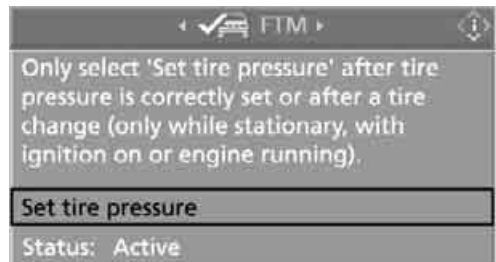 FTM
Only select 'Set tire pressure' after tire
pressure is correctly set or after a tire
change (only while stationary, with
ignition on or engine running).
Set tire pressure
Status: Active